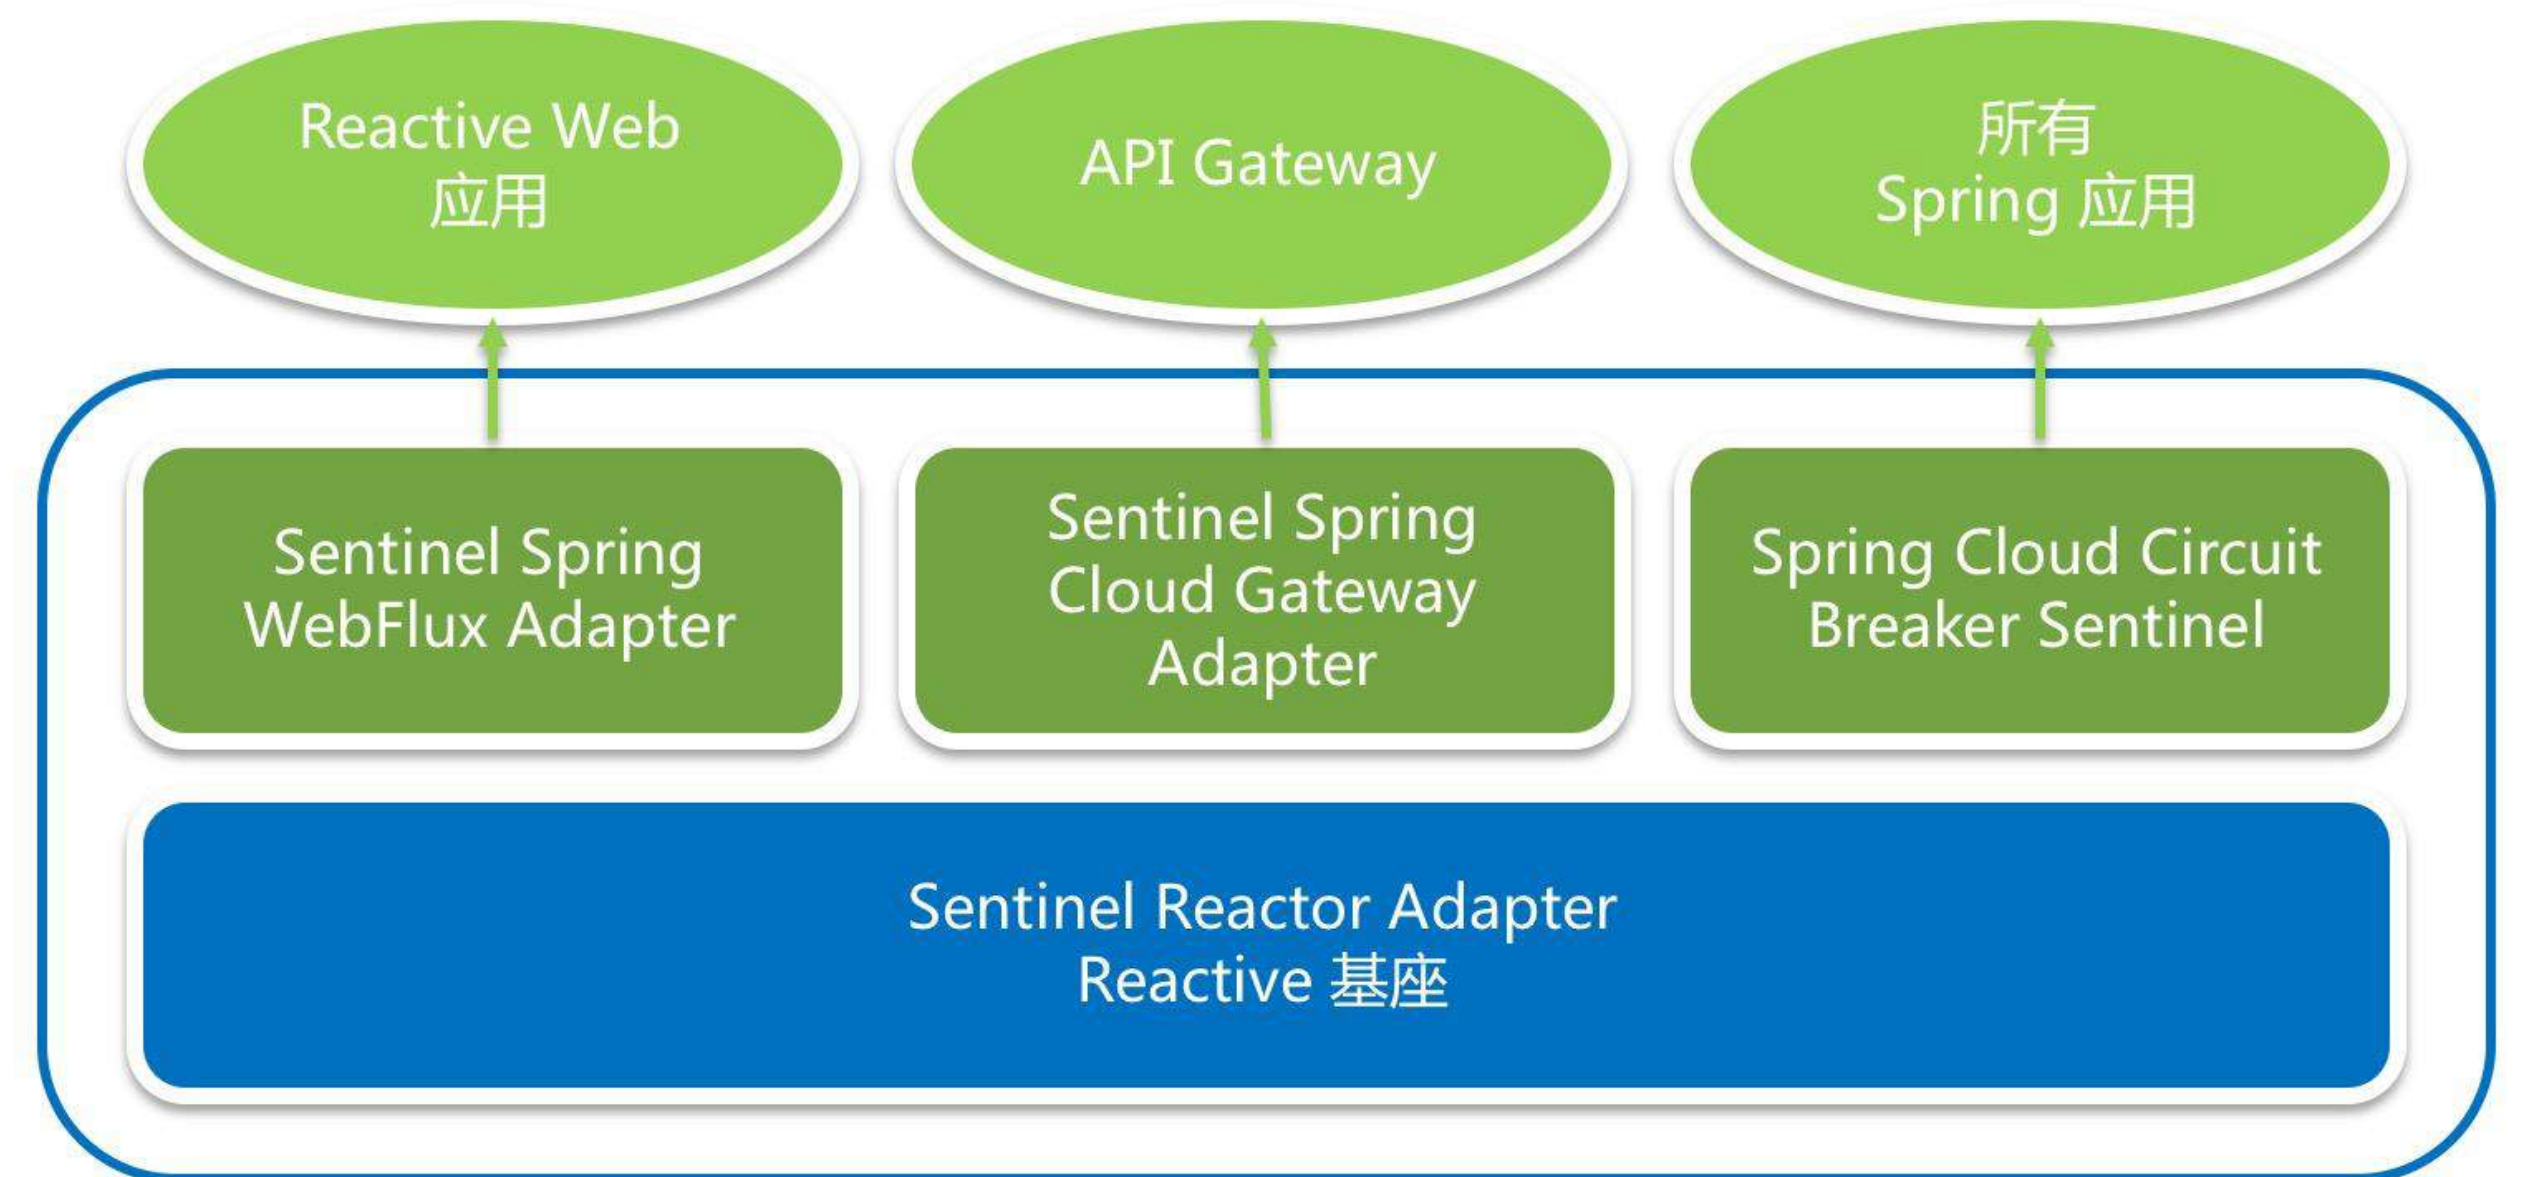 Reactive Web
应用
API Gateway
所有
Spring 应用
Sentinel Spring
WebFlux Adapter
Sentinel Spring
Cloud Gateway
Adapter
Spring Cloud Circuit
Breaker Sentinel
Sentinel Reactor Adapter
Reactive 基座